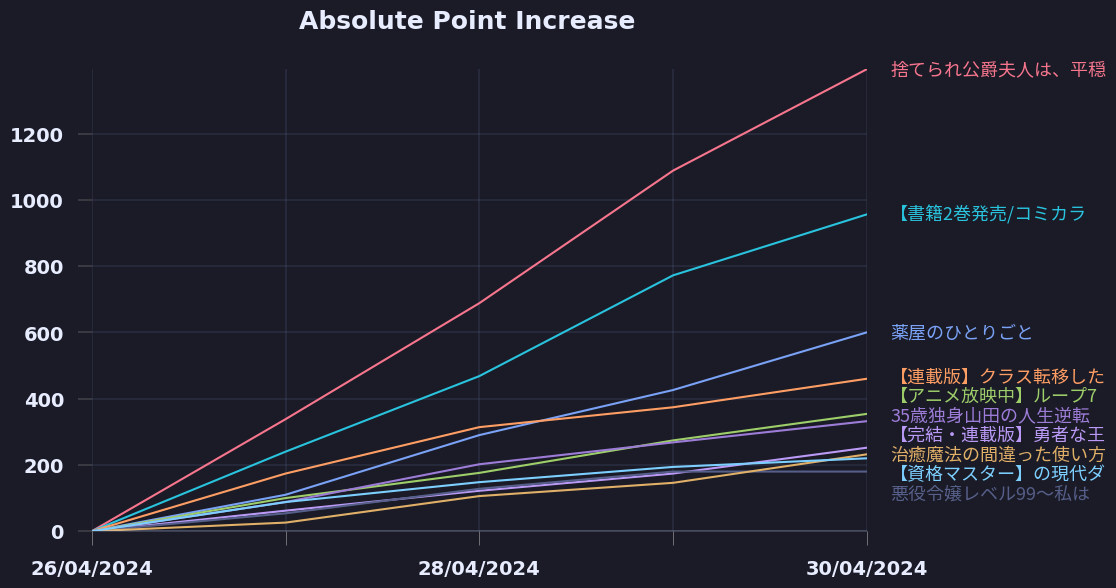 Absolute Point Increase
捨てられ公爵夫人は、平穏
1200
1000
【書籍2巻発売/コミカラ
800
600
薬屋のひとりごと
【連載版】クラス転移した
400
【アニメ放映中】ループ7
35歳独身山田の人生逆転
【完結・連載版】勇者な王
200
治癒魔法の間違った使い方
【資格マスター】の現代ダ
悪役令嬢レベル99～私は
0
26/04/2024
28/04/2024
30/04/2024